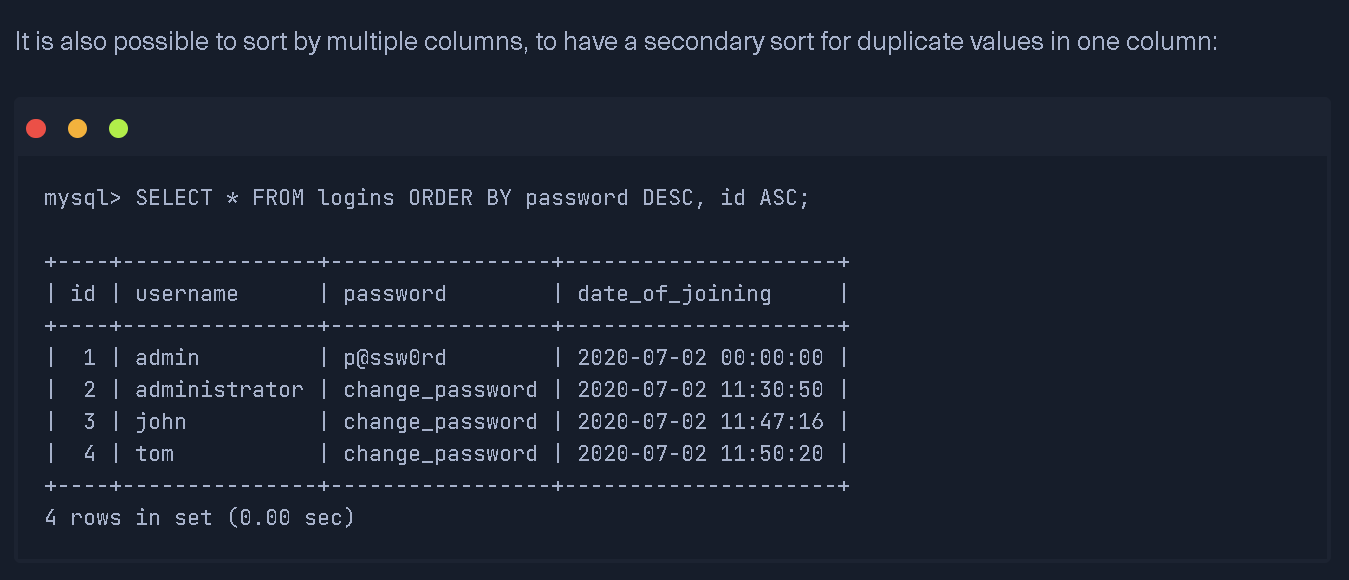 It is also possible to sort by multiple columns, to have a secondary sort for duplicate values in one column:
mysql> SELECT * FROM logins ORDER BY password DESC, id ASC;
+----+---------------+-----------------+---------------------+
| id | username      | password        | date_of_joining     |
+----+---------------+-----------------+---------------------+
|  1 | admin         | p@ssw0rd        | 2020-07-02 00:00:00 |
|  2 | administrator | change_password | 2020-07-02 11:30:50 |
|  3 | john          | change_password | 2020-07-02 11:47:16 |
|  4 | tom           | change_password | 2020-07-02 11:50:20 |
+----+---------------+-----------------+---------------------+
4 rows in set (0.00 sec)